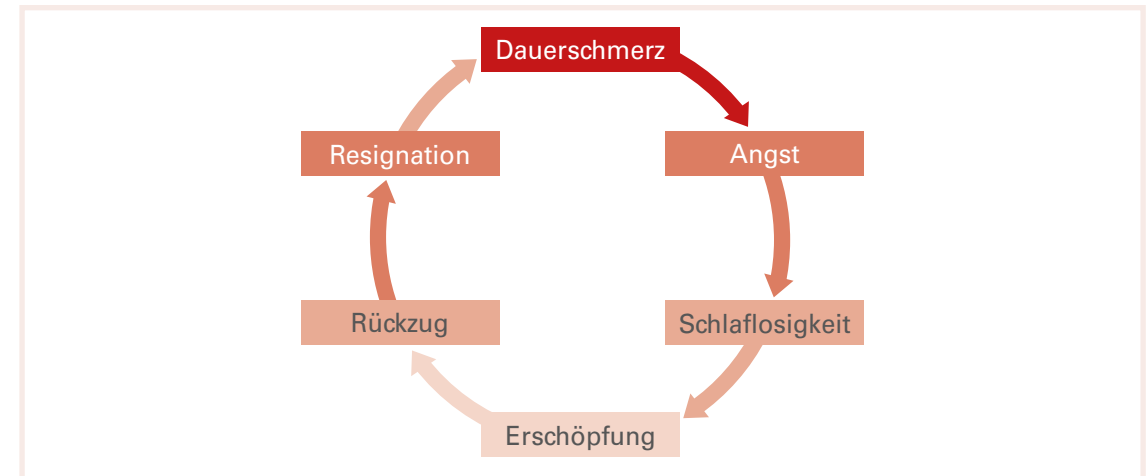 Dauerschmerz
Angst
Schlaflosigkeit
Erschöpfung
Rückzug
Resignation